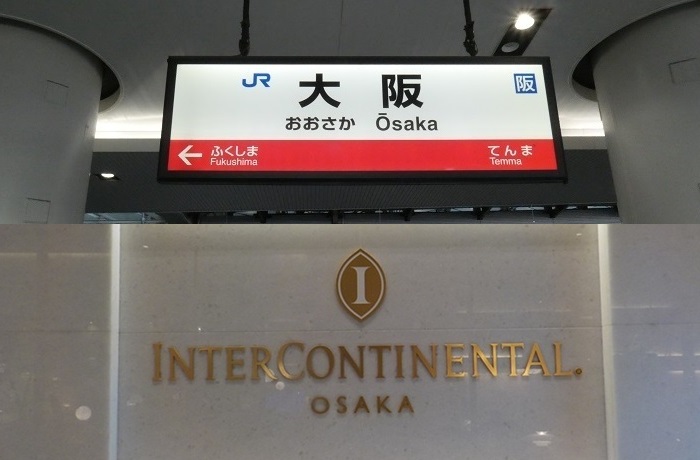 JR 大阪 阪
おおさか Ōsaka
← ふくしま てんま
Fukushima Temma
I
INTERCONTINENTAL.
OSAKA